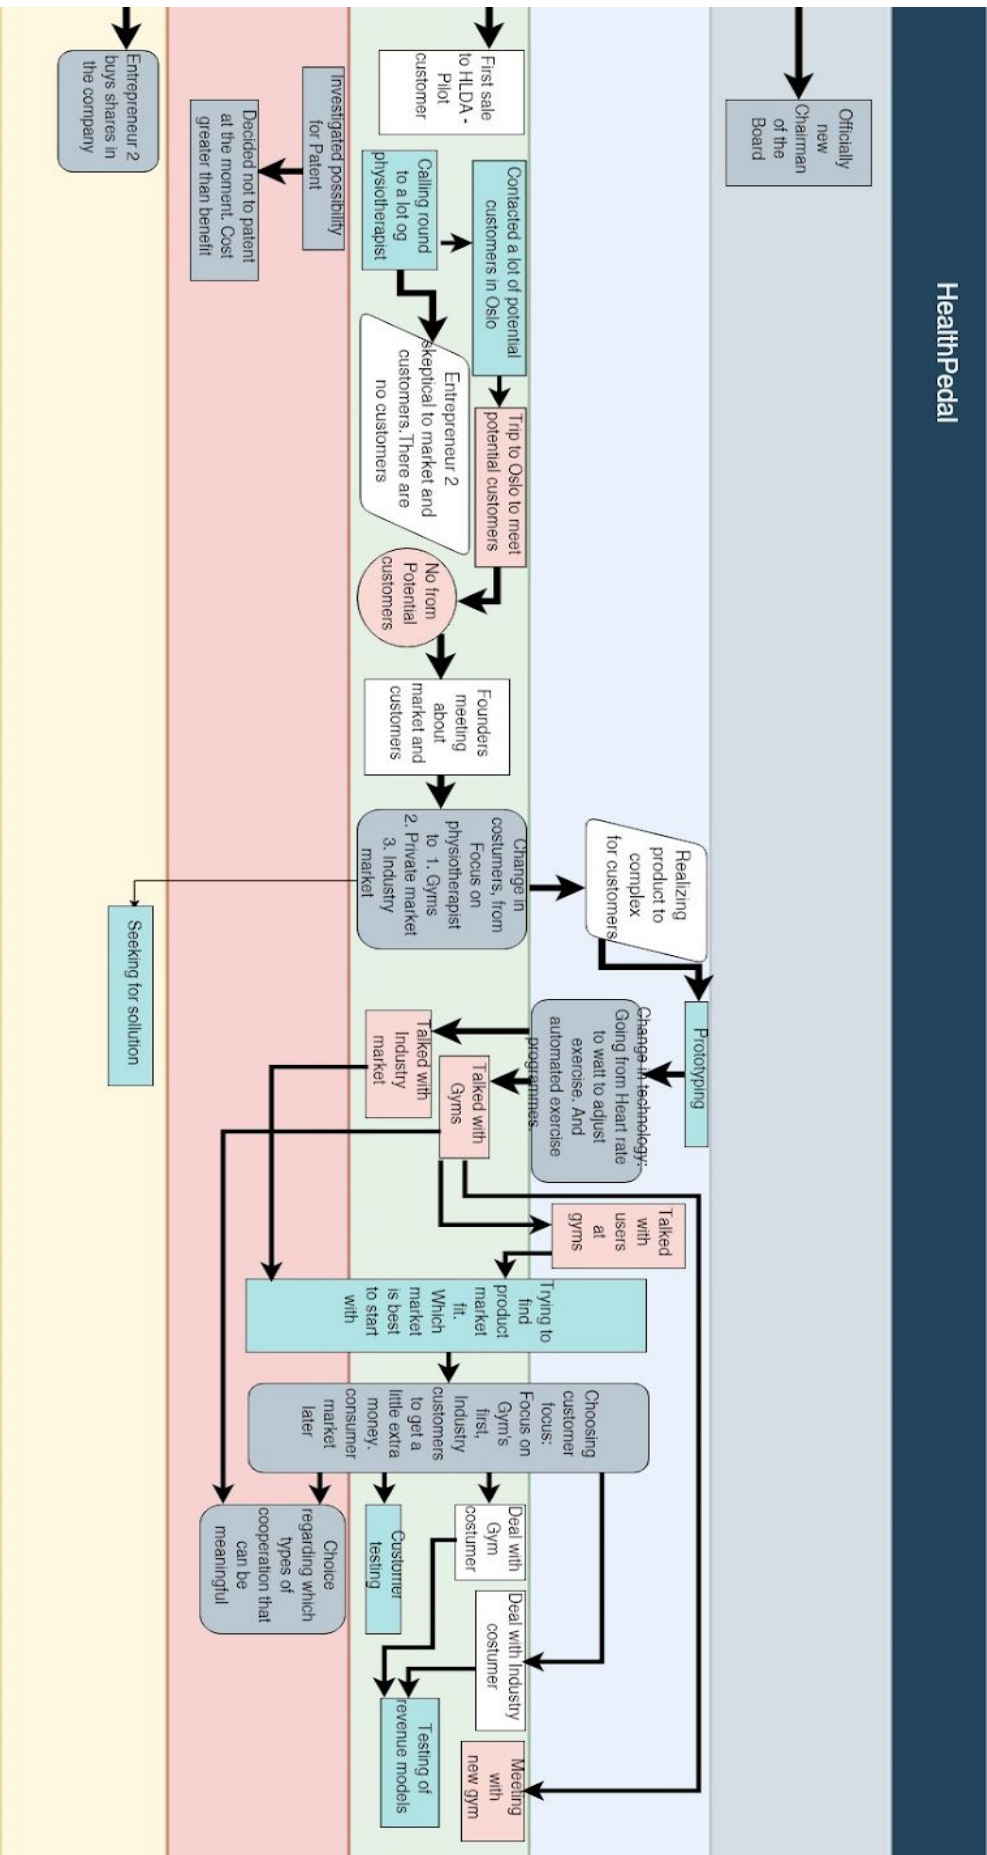 HealthPedal
Officially
new
Chairman
of the
Board
First sale
to HLDA -
Pilot
customer
Entrepreneur 2
buys shares in
the company
Investigated possibility
for Patent
Decided not to patent
at the moment. Cost
greater than benefit
Calling round
to a lot og
physiotherapist
Contacted a lot of potential
customers in Oslo
Entrepreneur 2
skeptical to market and
customers.There are
no customers
Trip to Oslo to meet
potential customers
No from
Potential
customers
Founders
meeting
about
market and
customers
Change in
costumers, from
Focus on
physiotherapist
to 1. Gyms
2. Private market
3. Industry
market
Realizing
product to
complex
for customers
Seeking for sollution
Prototyping
Change in technology:
Going from Heart rate
to watt to adjust
exercise. And
automated exercise
programmes.
Talked with
Industry
market
Talked with
Gyms
Talked
with
users
at
gyms
Trying to
find
product
market
fit.
Which
market
is best
to start
with
Choosing
customer
focus:
Focus on
Gym's
first,
Industry
customers
to get a
little extra
money.
consumer
market
later
Deal with
Gym
costumer
Customer
testing
Choice
regarding which
types of
cooperation that
can be
meaningful
Deal with Industry
costumer
Testing of
revenue models
Meeting
with
new gym